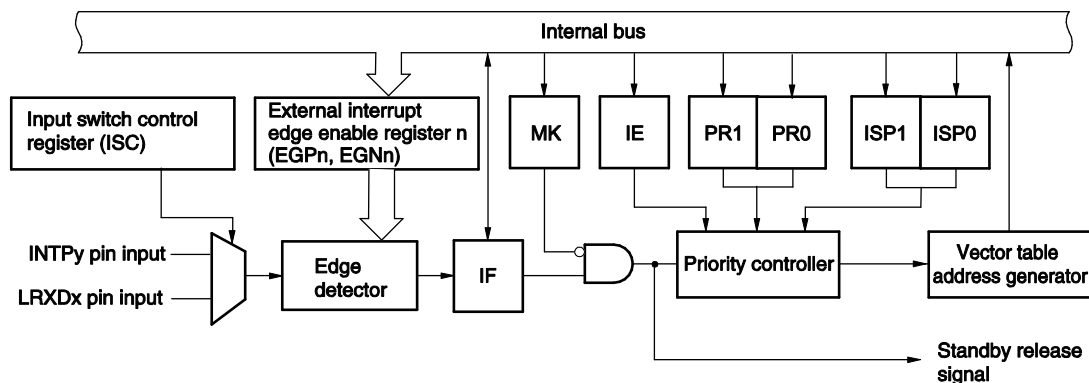 Internal bus
Input switch control
register (ISC)
External interrupt
edge enable register n
(EGPn, EGNn)
MK
IE
PR1
PR0
ISP1
ISP0
INTPy pin input
LRXDx pin input
Edge
detector
IF
Priority controller
Vector table
address generator
Standby release
signal